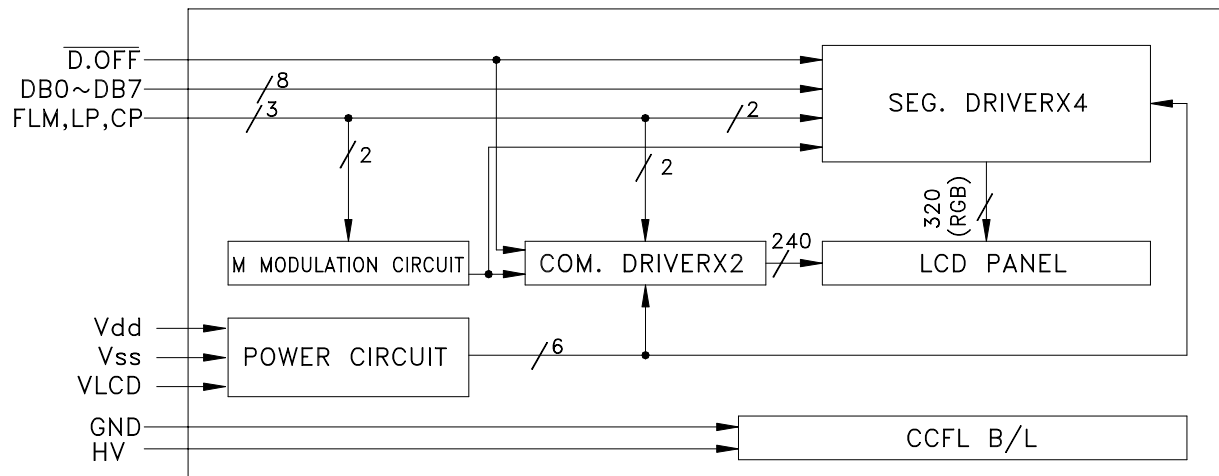 D.OFF
DB0~DB7
8
FLM,LP,CP
3
2
SEG. DRIVERX4
2
2
320
(RGB)
M MODULATION CIRCUIT
COM. DRIVERX2
240
LCD PANEL
Vdd
Vss
VLCD
POWER CIRCUIT
6
GND
HV
CCFL B/L